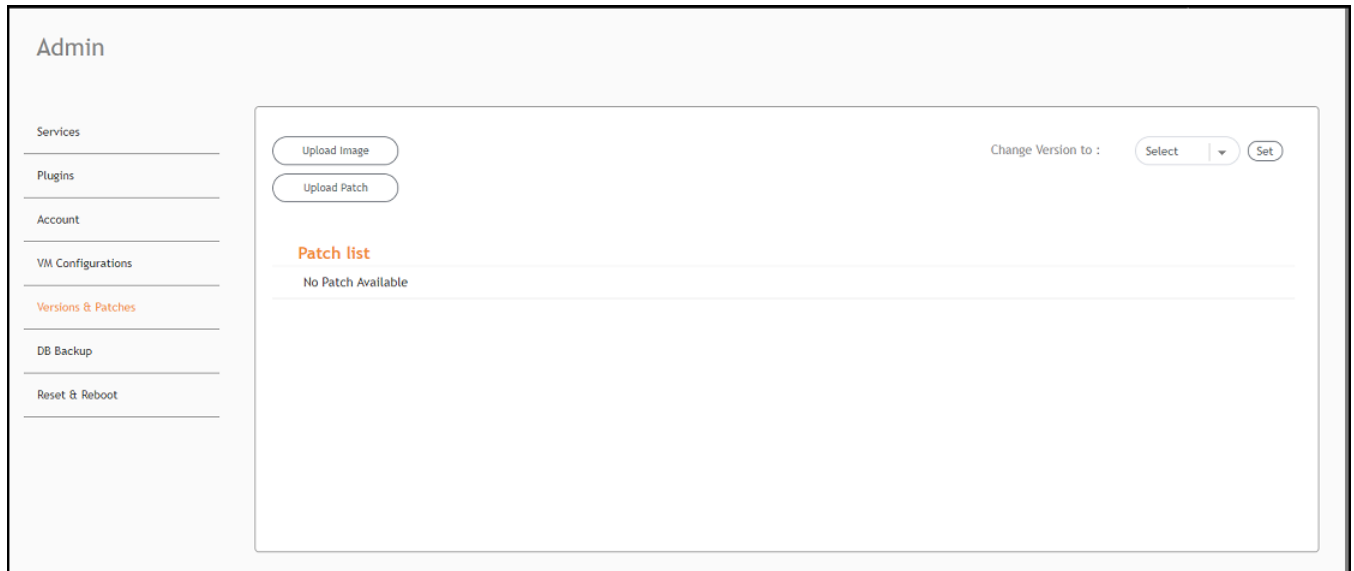 Admin
Services
Plugins
Account
VM Configurations
Versions & Patches
DB Backup
Reset & Reboot
Upload Image
Change Version to :
Select
Set
Upload Patch
Patch list
No Patch Available